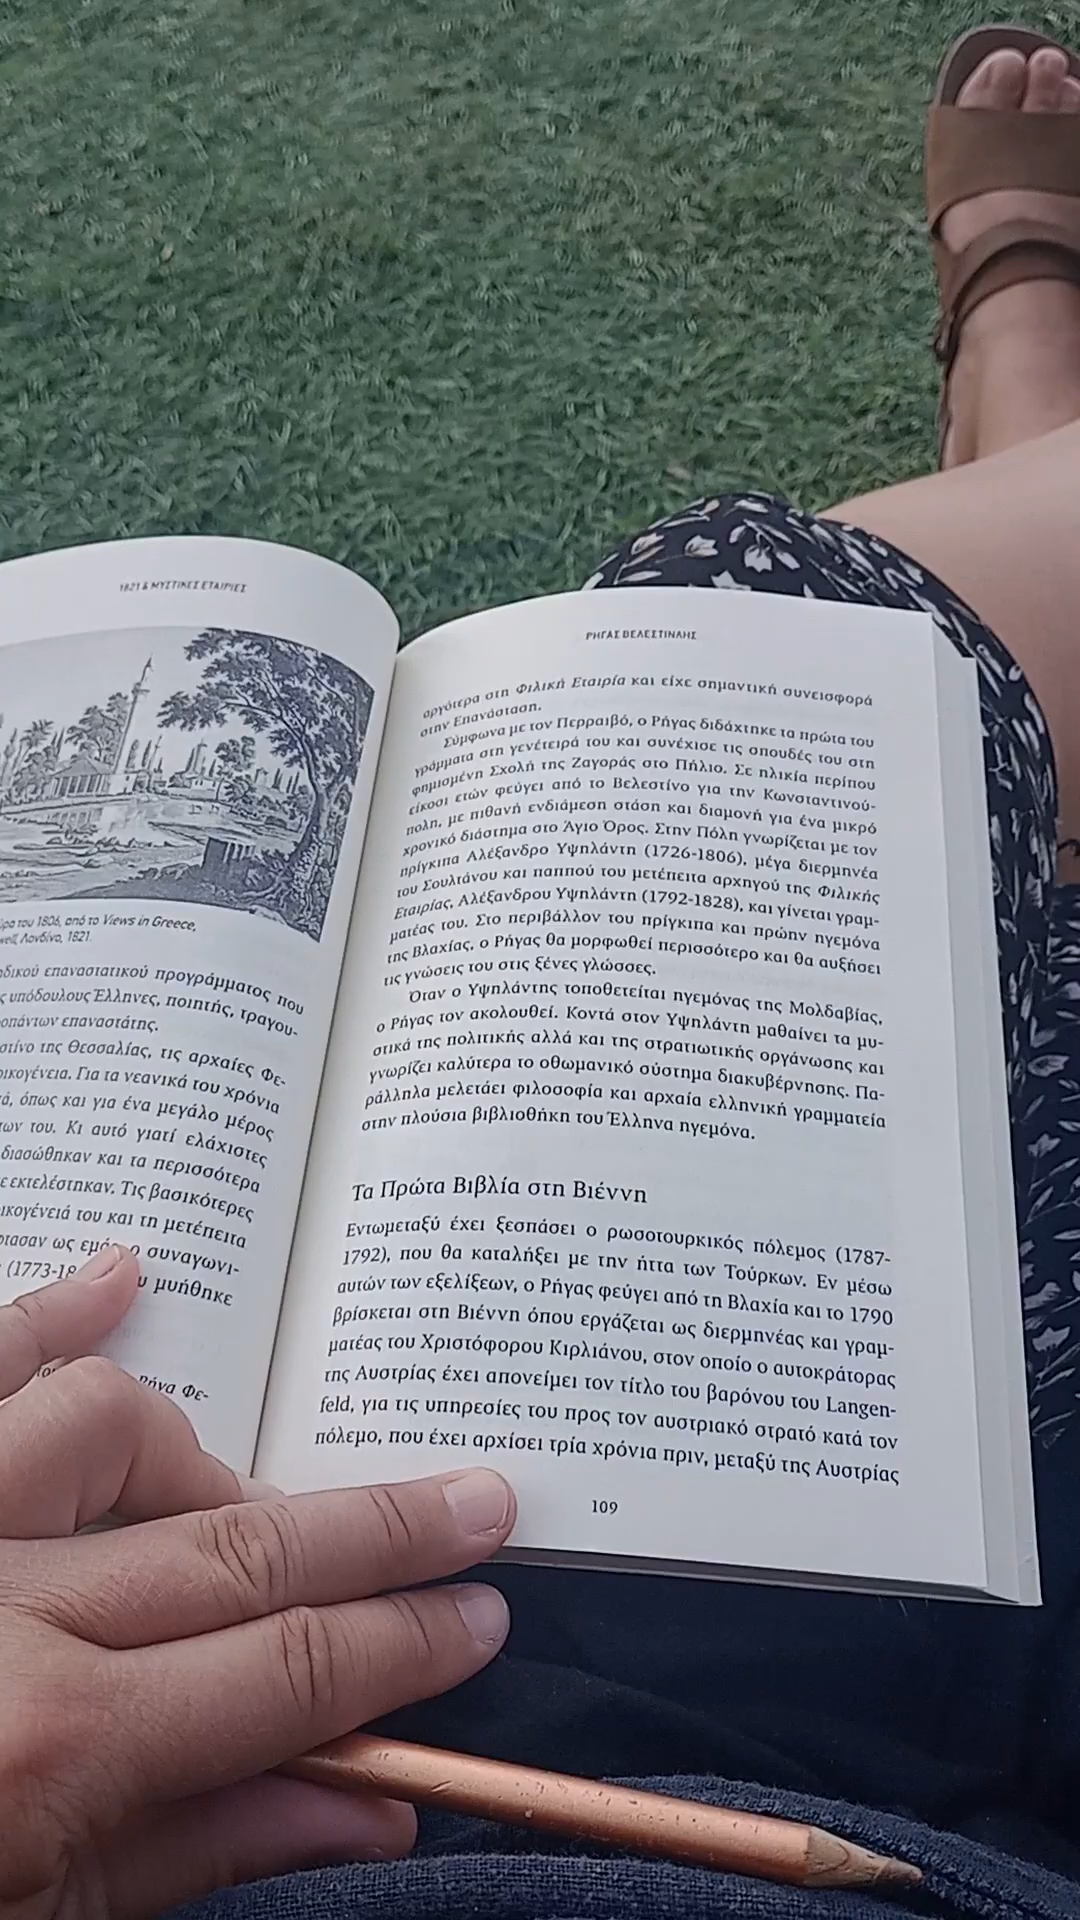 1821 & ΜΥΣΤΙΚΕΣ ΕΤΑΙΡΙΕΣ
του 1806, από το Views in Greece,
Λονδίνο, 1821.
επαναστατικού προγράμματος που
υπόδουλους Έλληνες, ποιητής, τραγου-
επαναστάτης.
της Θεσσαλίας, τις αρχαίες Φε-
Για τα νεανικά του χρόνια
όπως και για ένα μεγάλο μέρος
του. Κι αυτό γιατί ελάχιστες
διασώθηκαν και τα περισσότερα
εκτελέστηκαν. Τις βασικότερες
του και τη μετέπειτα
ως ο συναγωνι-
μυήθηκε
Φε-
ΡΗΓΑΣ ΒΕΛΕΣΤΙΝΛΗΣ
αργότερα στη Φιλική Εταιρία και είχε σημαντική συνεισφορά
στην Επανάσταση.
Σύμφωνα με τον Περραιβό, ο Ρήγας διδάχτηκε τα πρώτα του
γράμματα στη γενέτειρά του και συνέχισε τις σπουδές του στη
φημισμένη Σχολή της Ζαγοράς στο Πήλιο. Σε ηλικία περίπου
είκοσι ετών φεύγει από το Βελεστίνο για την Κωνσταντινού-
πολη, με πιθανή ενδιάμεση στάση και διαμονή για ένα μικρό
χρονικό διάστημα στο Άγιο Όρος. Στην Πόλη γνωρίζεται με τον
πρίγκιπα Αλέξανδρο Υψηλάντη (1726-1806), μέγα διερμηνέα
του Σουλτάνου και παππού του μετέπειτα αρχηγού της Φιλικής
Εταιρίας, Αλέξανδρου Υψηλάντη (1792-1828), και γίνεται γραμ-
ματέας του. Στο περιβάλλον του πρίγκιπα και πρώην ηγεμόνα
της Βλαχίας, ο Ρήγας θα μορφωθεί περισσότερο και θα αυξήσει
τις γνώσεις του στις ξένες γλώσσες.
Όταν ο Υψηλάντης τοποθετείται ηγεμόνας της Μολδαβίας,
ο Ρήγας τον ακολουθεί. Κοντά στον Υψηλάντη μαθαίνει τα μυ-
στικά της πολιτικής αλλά και της στρατιωτικής οργάνωσης και
γνωρίζει καλύτερα το οθωμανικό σύστημα διακυβέρνησης. Πα-
ράλληλα μελετάει φιλοσοφία και αρχαία ελληνική γραμματεία
στην πλούσια βιβλιοθήκη του Έλληνα ηγεμόνα.
Τα Πρώτα Βιβλία στη Βιέννη
Εντωμεταξύ έχει ξεσπάσει ο ρωσοτουρκικός πόλεμος (1787-
1792), που θα καταλήξει με την ήττα των Τούρκων. Εν μέσω
αυτών των εξελίξεων, ο Ρήγας φεύγει από τη Βλαχία και το 1790
βρίσκεται στη Βιέννη όπου εργάζεται ως διερμηνέας και γραμ-
ματέας του Χριστόφορου Κιρλιάνου, στον οποίο ο αυτοκράτορας
της Αυστρίας έχει απονείμει τον τίτλο του βαρόνου του Langen-
feld, για τις υπηρεσίες του προς τον αυστριακό στρατό κατά τον
πόλεμο, που έχει αρχίσει τρία χρόνια πριν, μεταξύ της Αυστρίας
109